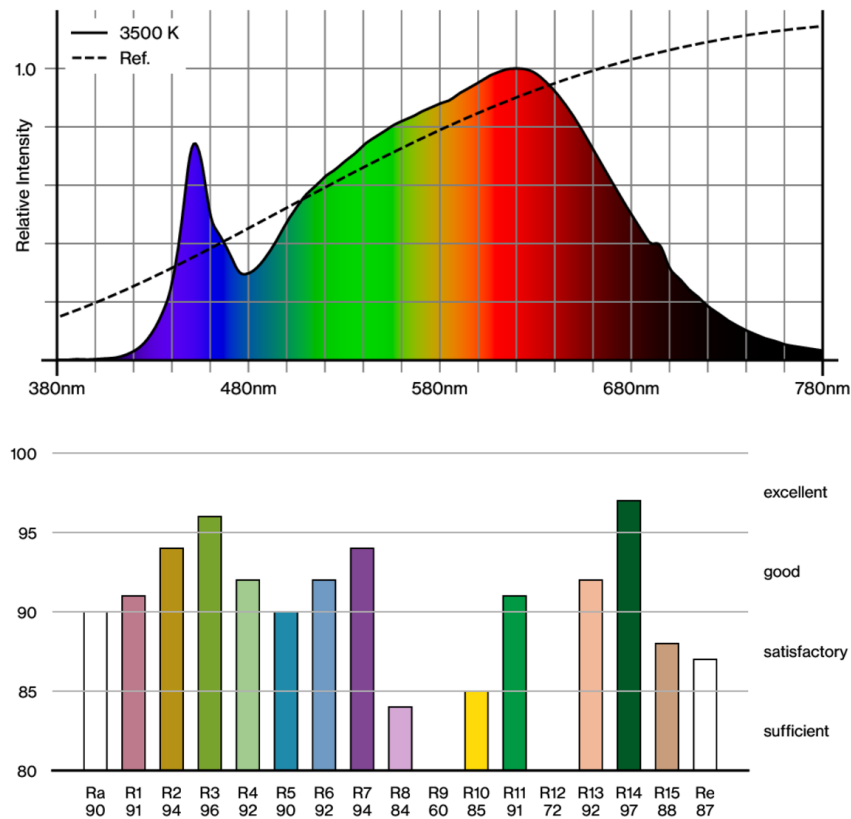 3500 K
Ref.
1.0
Relative Intensity
380nm 480nm 580nm 680nm 780nm
100
excellent
95
good
90
satisfactory
85
sufficient
80
Ra R1 R2 R3 R4 R5 R6 R7 R8 R9 R10 R11 R12 R13 R14 R15 Re
90 91 94 96 92 90 92 94 84 60 85 91 72 92 97 88 87